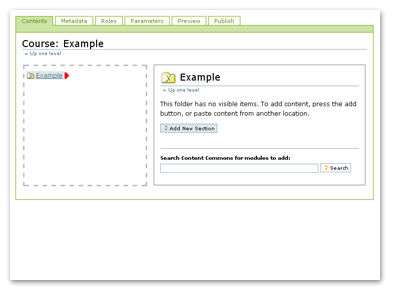 Contents Metadata Roles Parameters Preview Publish
Course: Example
Up one level
Example
Example
Up one level
This folder has no visible items. To add content, press the add
button, or paste content from another location.
Add New Section
Search Content Commons for modules to add:
Search